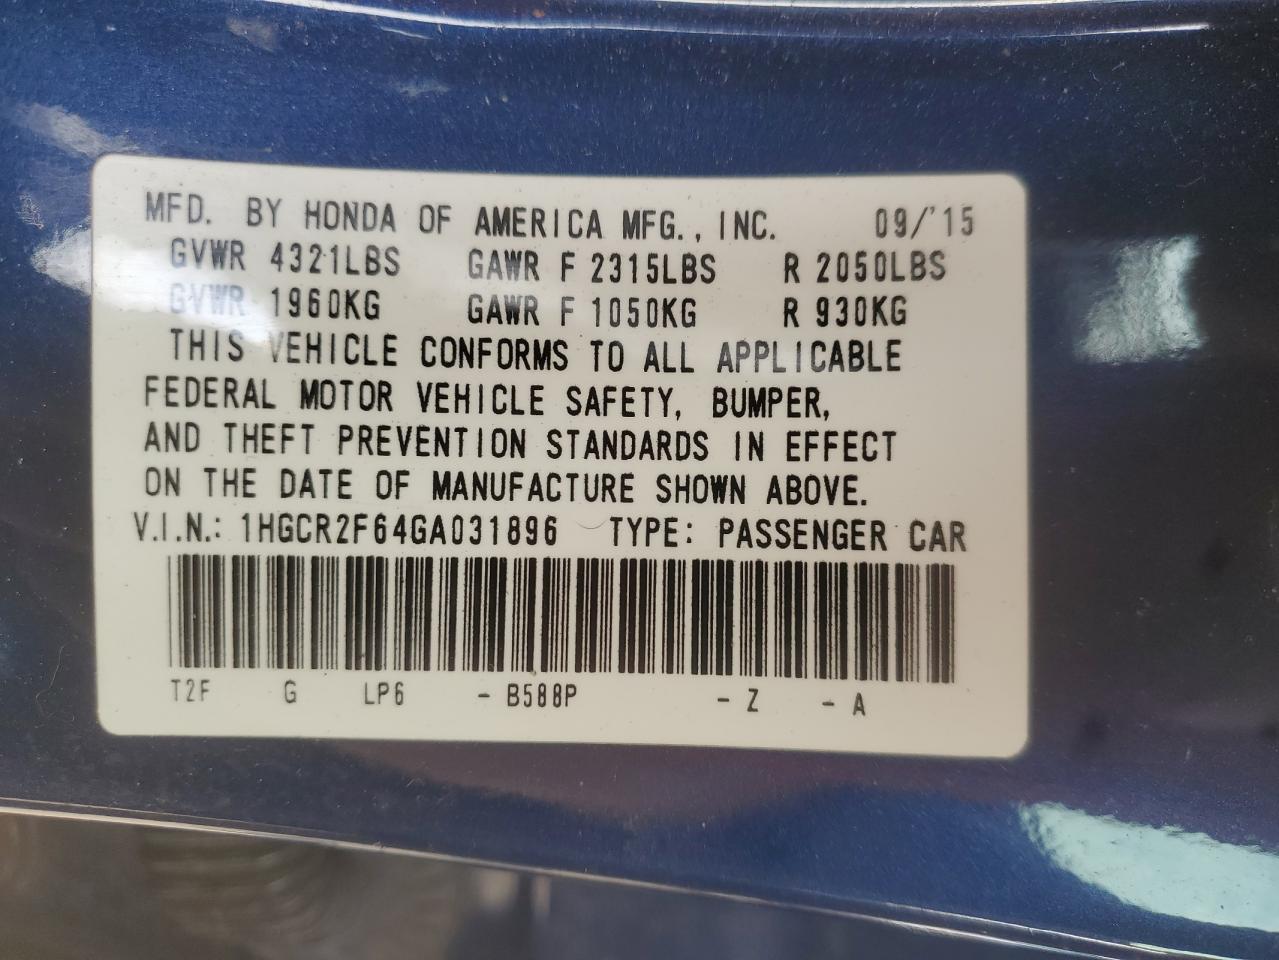 MFD. BY HONDA OF AMERICA MFG., INC. 09/'15
GVWR 4321LBS GAWR F 2315LBS R 2050LBS
GVWR 1960KG GAWR F 1050KG R 930KG
THIS VEHICLE CONFORMS TO ALL APPLICABLE
FEDERAL MOTOR VEHICLE SAFETY, BUMPER,
AND THEFT PREVENTION STANDARDS IN EFFECT
ON THE DATE OF MANUFACTURE SHOWN ABOVE.
V.I.N.: 1HGCR2F64GA031896 TYPE: PASSENGER CAR
T2F G LP6 - B588P - Z - A